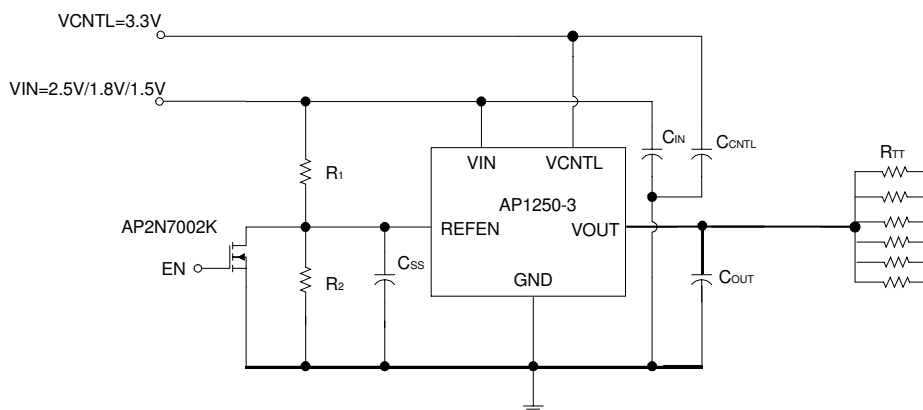 VCNTL=3.3V
VIN=2.5V/1.8V/1.5V
CIN
CCNTL
RTT
VIN
VCNTL
R1
AP1250-3
AP2N7002K
REFEN
VOUT
EN
CSS
R2
GND
COUT